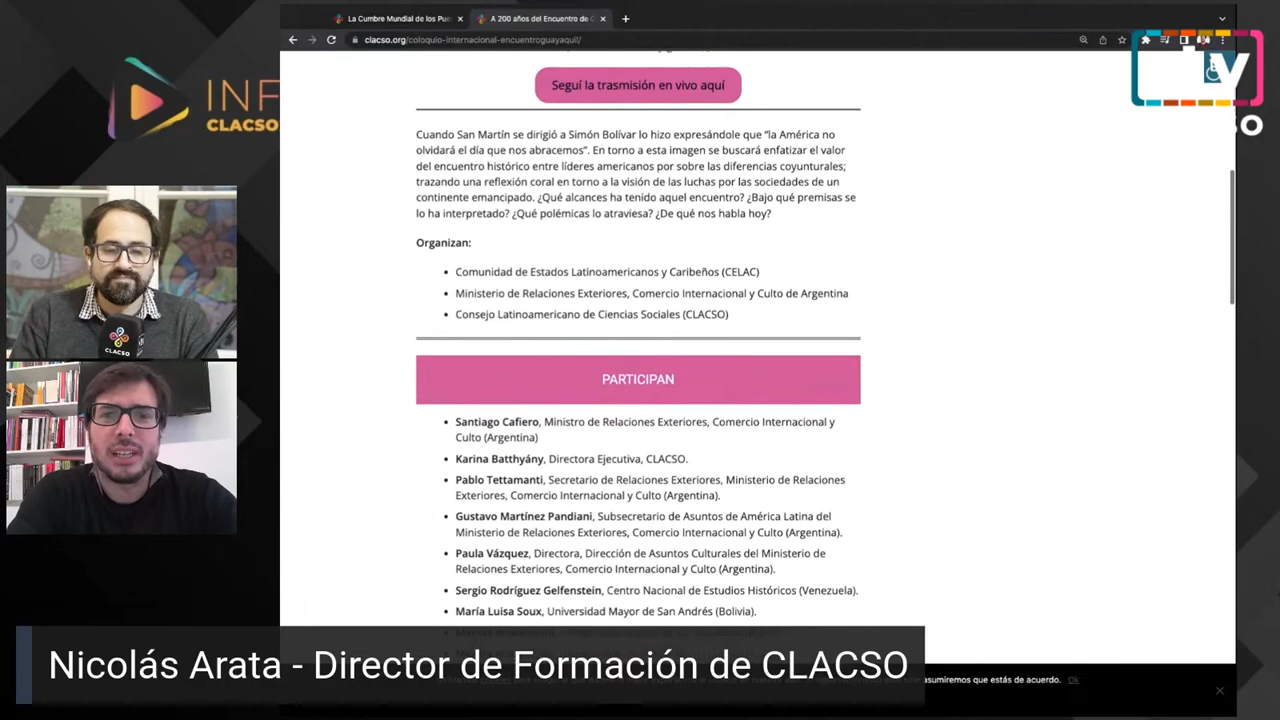 La Cumbre Mundial de los Pue
A 200 años del Encuentro de G
clacso.org/coloquio-internacional-encuentroguayaquil/
INF
CLACSO
Seguí la trasmisión en vivo aquí
Cuando San Martín se dirigió a Simón Bolívar lo hizo expresándole que “la América no
olvidará el día que nos abracemos”. En torno a esta imagen se buscará enfatizar el valor
del encuentro histórico entre líderes americanos por sobre las diferencias coyunturales;
trazando una reflexión coral en torno a la visión de las luchas por las sociedades de un
continente emancipado. ¿Qué alcances ha tenido aquel encuentro? ¿Bajo qué premisas se
lo ha interpretado? ¿Qué polémicas lo atraviesa? ¿De qué nos habla hoy?
Organizan:
• Comunidad de Estados Latinoamericanos y Caribeños (CELAC)
• Ministerio de Relaciones Exteriores, Comercio Internacional y Culto de Argentina
• Consejo Latinoamericano de Ciencias Sociales (CLACSO)
PARTICIPAN
• Santiago Cafiero, Ministro de Relaciones Exteriores, Comercio Internacional y
Culto (Argentina)
• Karina Batthyány, Directora Ejecutiva, CLACSO.
• Pablo Tettamanti, Secretario de Relaciones Exteriores, Ministerio de Relaciones
Exteriores, Comercio Internacional y Culto (Argentina).
• Gustavo Martínez Pandiani, Subsecretario de Asuntos de América Latina del
Ministerio de Relaciones Exteriores, Comercio Internacional y Culto (Argentina).
• Paula Vázquez, Directora, Dirección de Asuntos Culturales del Ministerio de
Relaciones Exteriores, Comercio Internacional y Culto (Argentina).
• Sergio Rodríguez Gelfenstein, Centro Nacional de Estudios Históricos (Venezuela).
• María Luisa Soux, Universidad Mayor de San Andrés (Bolivia).
CLACSO
tv
SO
Nicolás Arata - Director de Formación de CLACSO
asumiremos que estás de acuerdo. Ok